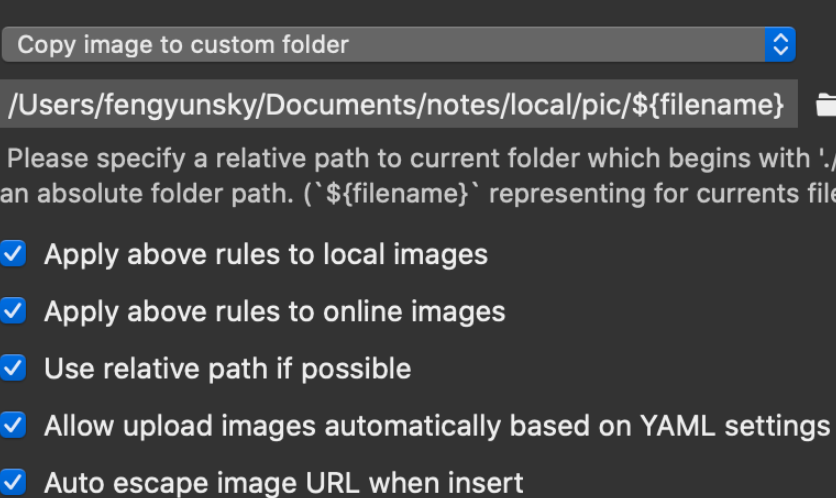 Copy image to custom folder
/Users/fengyunsky/Documents/notes/local/pic/${filename}
Please specify a relative path to current folder which begins with './
an absolute folder path. (`${filename}` representing for currents file
Apply above rules to local images
Apply above rules to online images
Use relative path if possible
Allow upload images automatically based on YAML settings
Auto escape image URL when insert